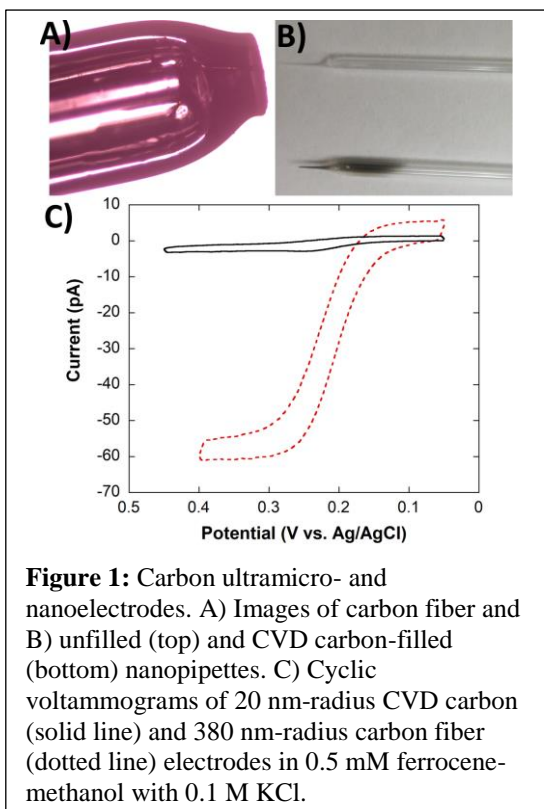 A)
B)
C)
10
0
-10
-20
-30
-40
-50
-60
-70
Current (pA)
0.5
0.4
0.3
0.2
0.1
0
Potential (V vs. Ag/AgCl)
Figure 1: Carbon ultramicro- and
nanoelectrodes. A) Images of carbon fiber and
B) unfilled (top) and CVD carbon-filled
(bottom) nanopipettes. C) Cyclic
voltammograms of 20 nm-radius CVD carbon
(solid line) and 380 nm-radius carbon fiber
(dotted line) electrodes in 0.5 mM ferrocene-
methanol with 0.1 M KCl.